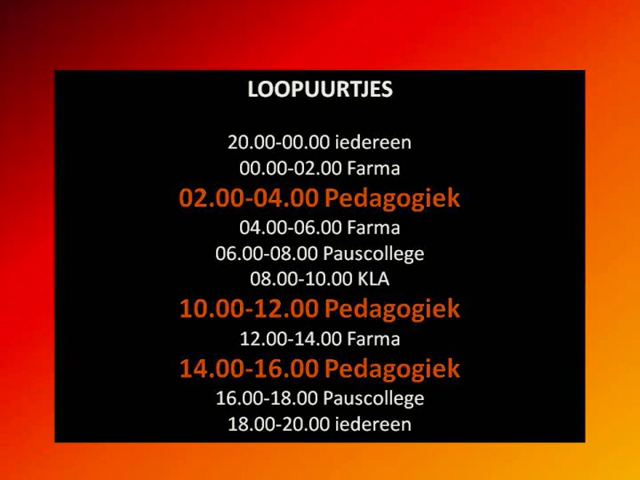 LOOPUURTJES
20.00-00.00 iedereen
00.00-02.00 Farma
02.00-04.00 Pedagogiek
04.00-06.00 Farma
06.00-08.00 Pauscollege
08.00-10.00 KLA
10.00-12.00 Pedagogiek
12.00-14.00 Farma
14.00-16.00 Pedagogiek
16.00-18.00 Pauscollege
18.00-20.00 iedereen